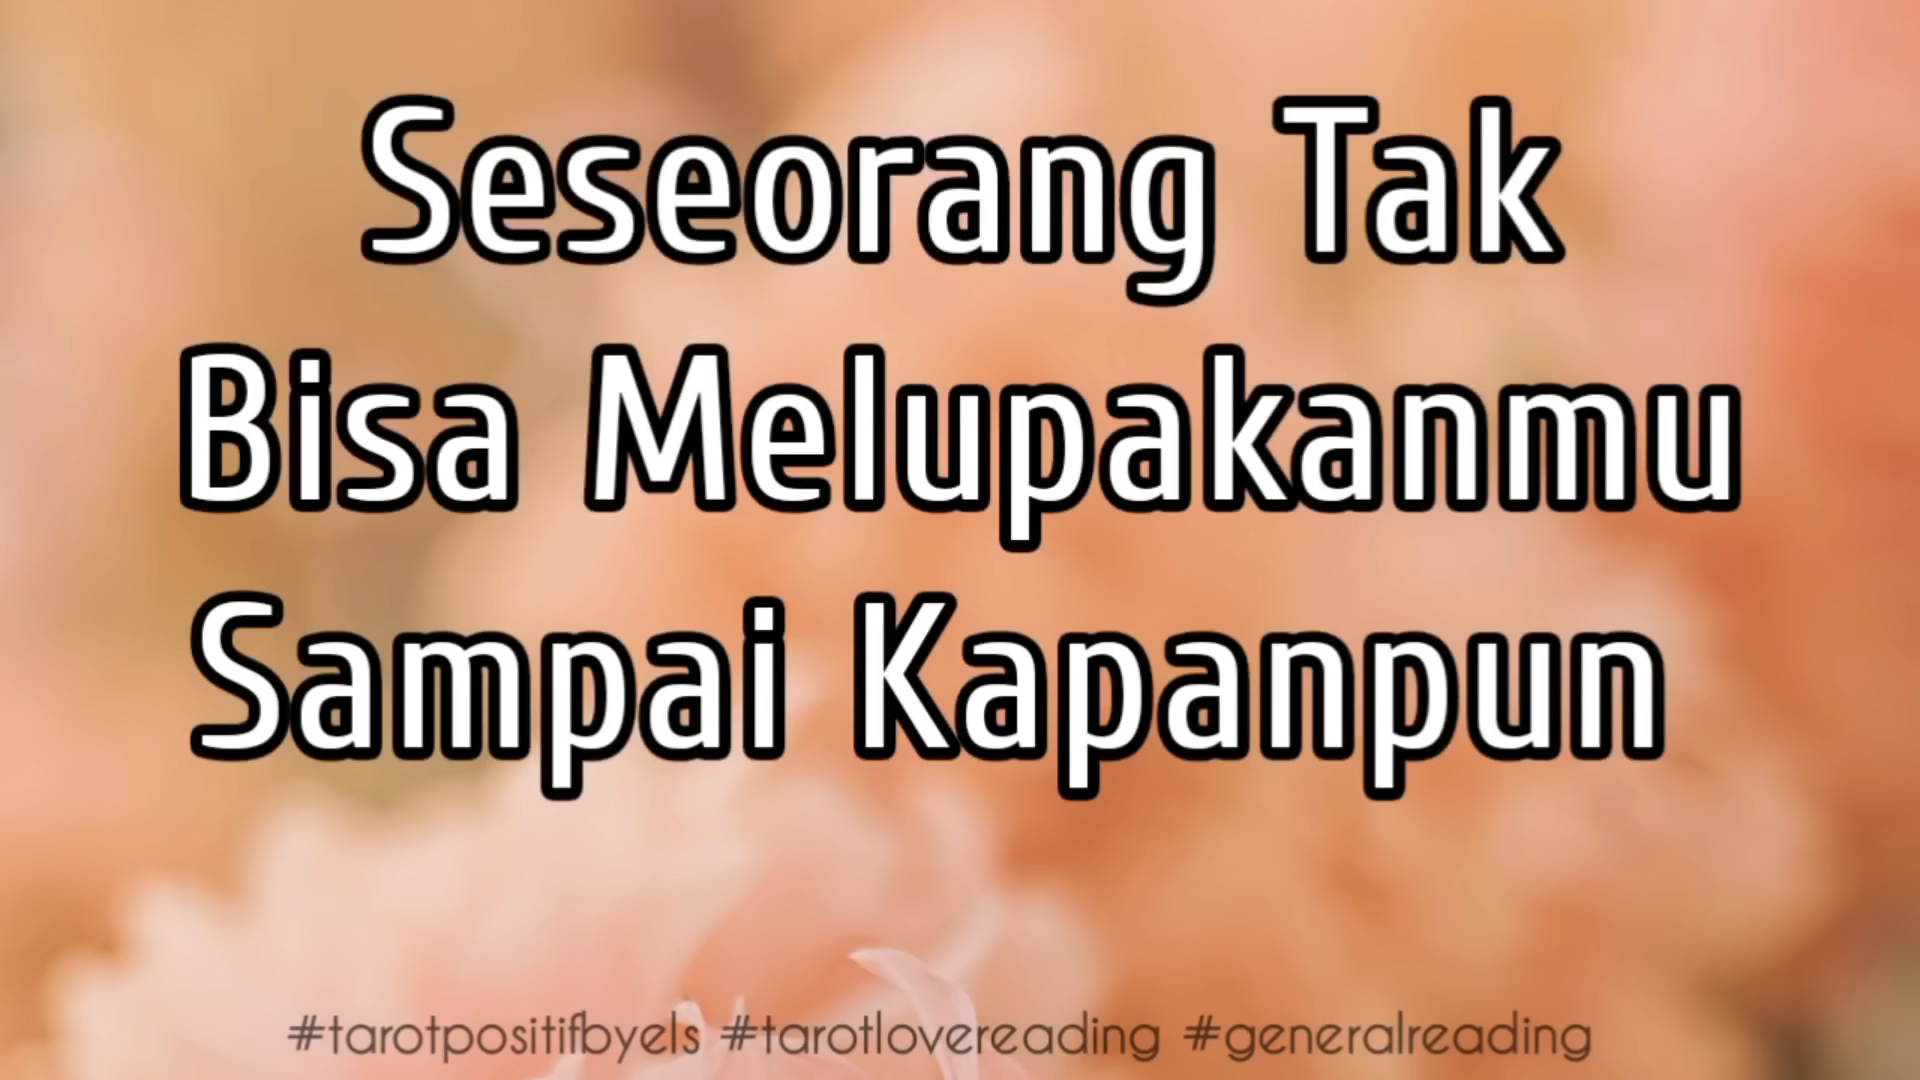 Seseorang Tak
Bisa Melupakanmu
Sampai Kapanpun
#tarotpositifbyels #tarotlovereading #generalreading